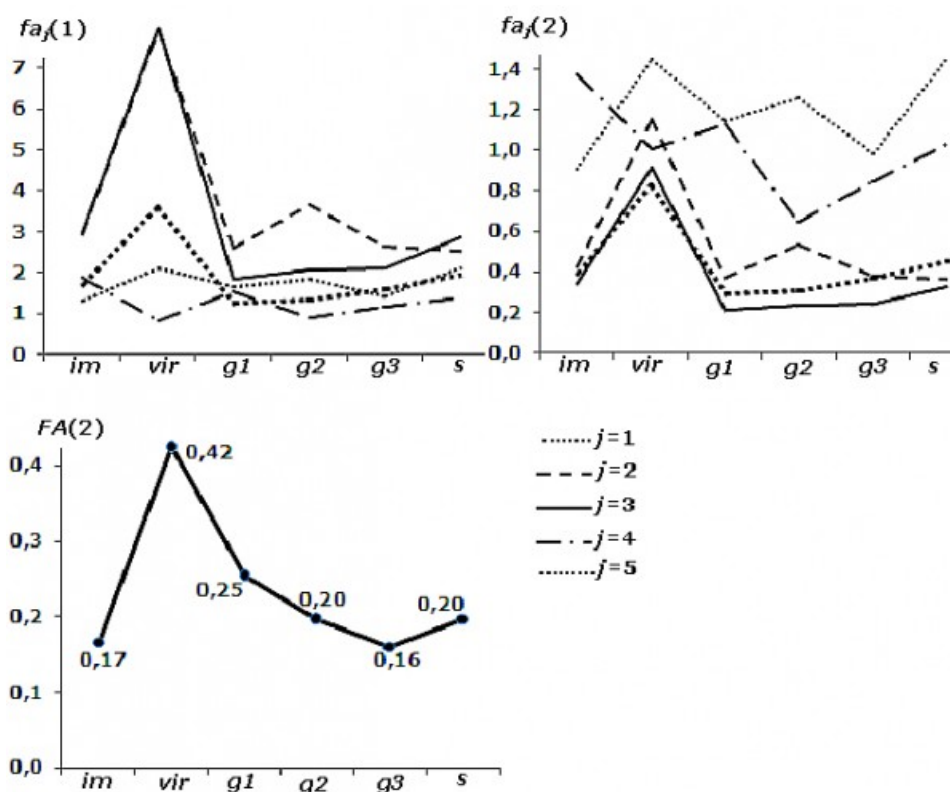 fa_j(1)
7
6
5
4
3
2
1
0
im vir g1 g2 g3 s
fa_j(2)
1,4
1,2
1,0
0,8
0,6
0,4
0,2
0,0
im vir g1 g2 g3 s
FA(2)
0,4
0,3
0,2
0,1
0,0
0,42
0,25
0,20
0,20
0,17
0,16
im vir g1 g2 g3 s
j=1
j=2
j=3
j=4
j=5